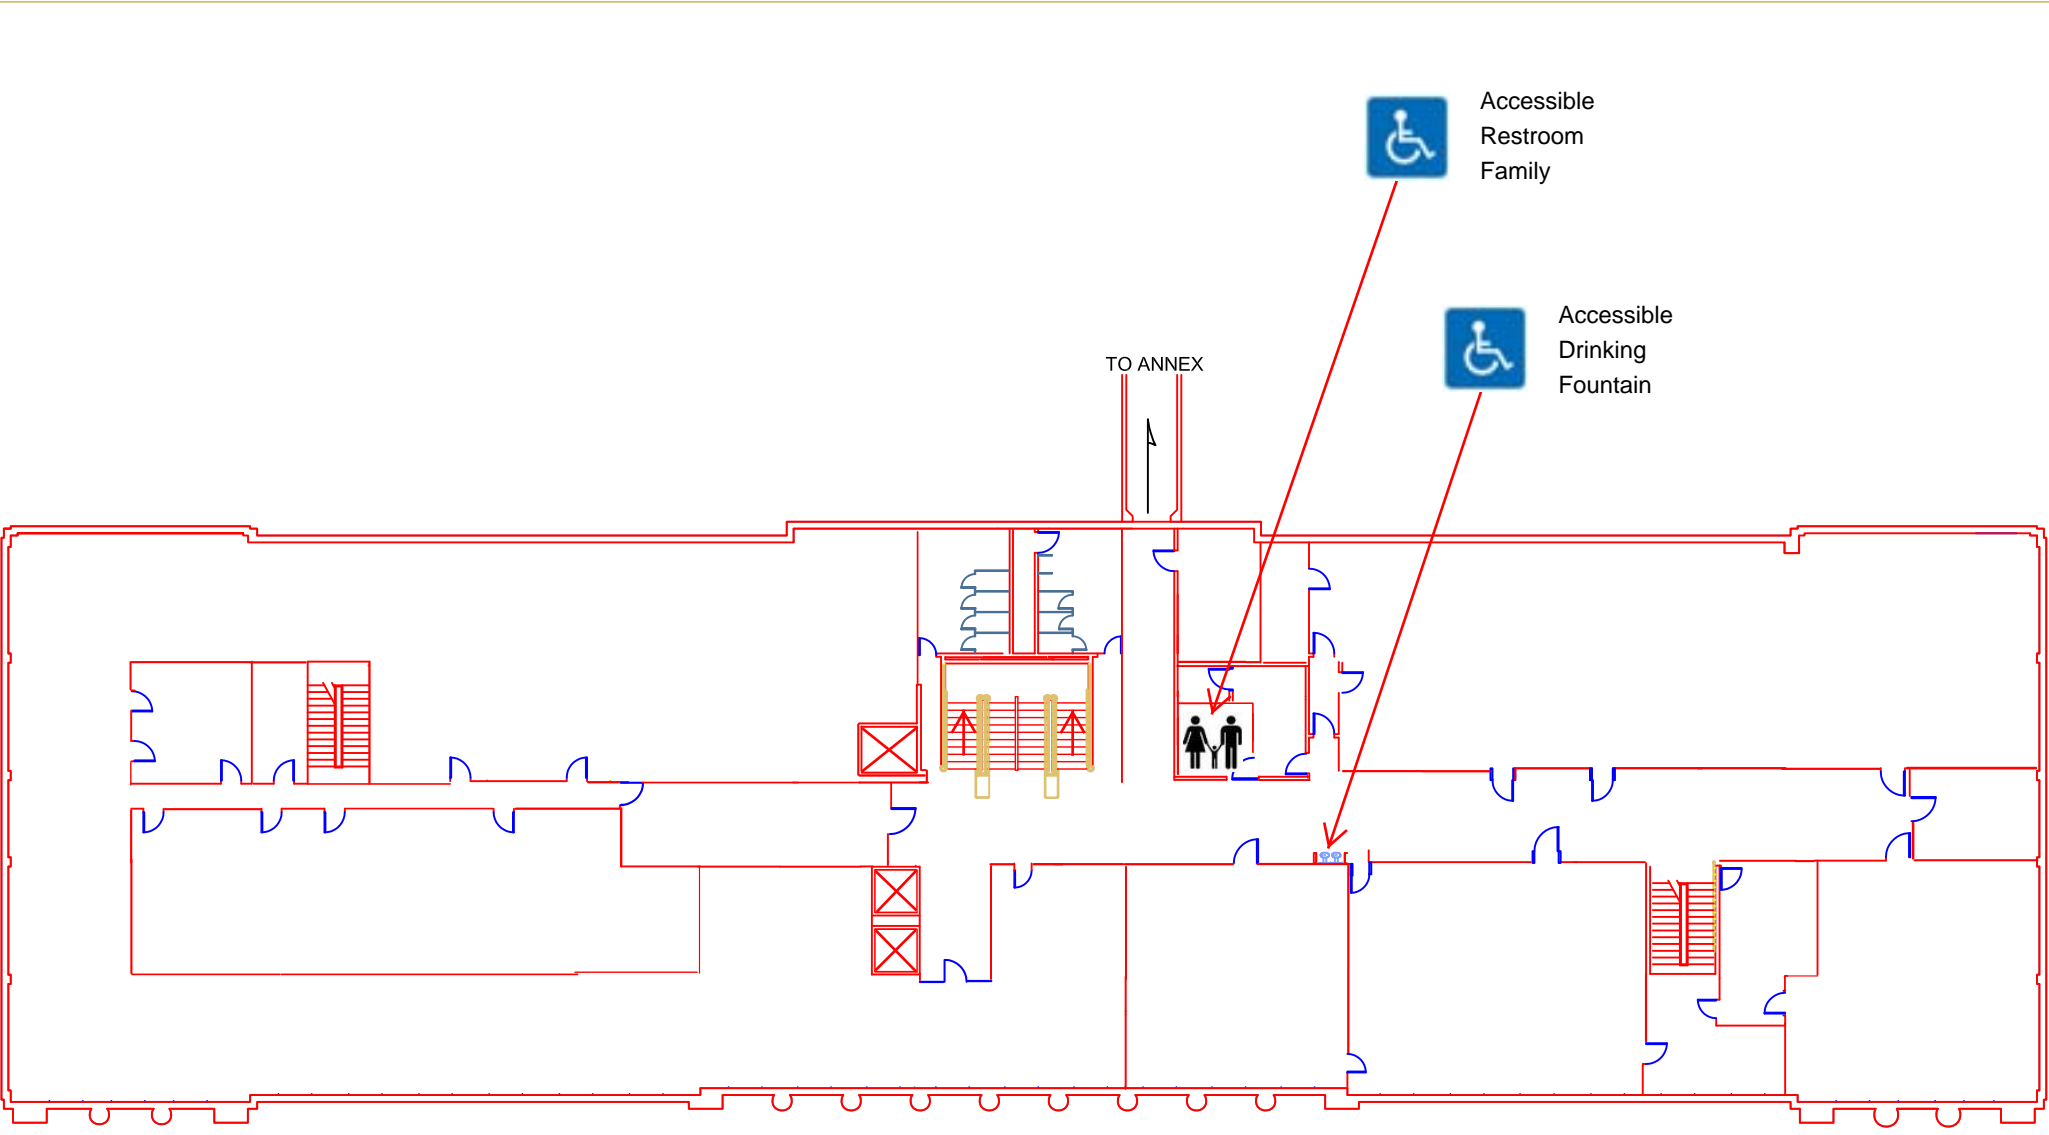 Accessible
Restroom
Family
Accessible
Drinking
Fountain
TO ANNEX